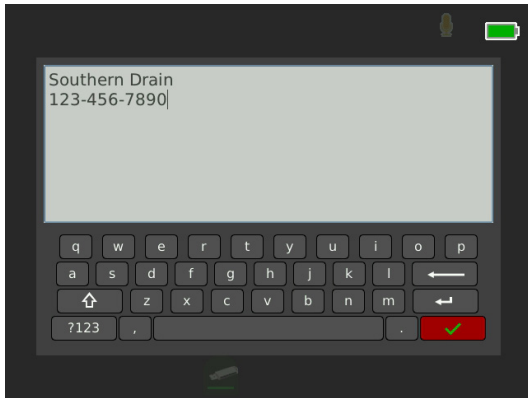 Southern Drain
123-456-7890
q w e r t y u i o p
a s d f g h j k l
z x c v b n m
?123 , .